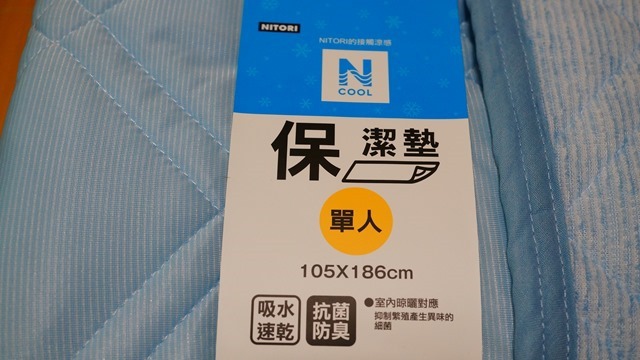 NITORI
NITORI的接觸涼感
N
COOL
保潔墊
單人
105X186cm
吸水
速乾
抗菌
防臭
●室內晾曬對應
抑制繁殖產生異味的
細菌